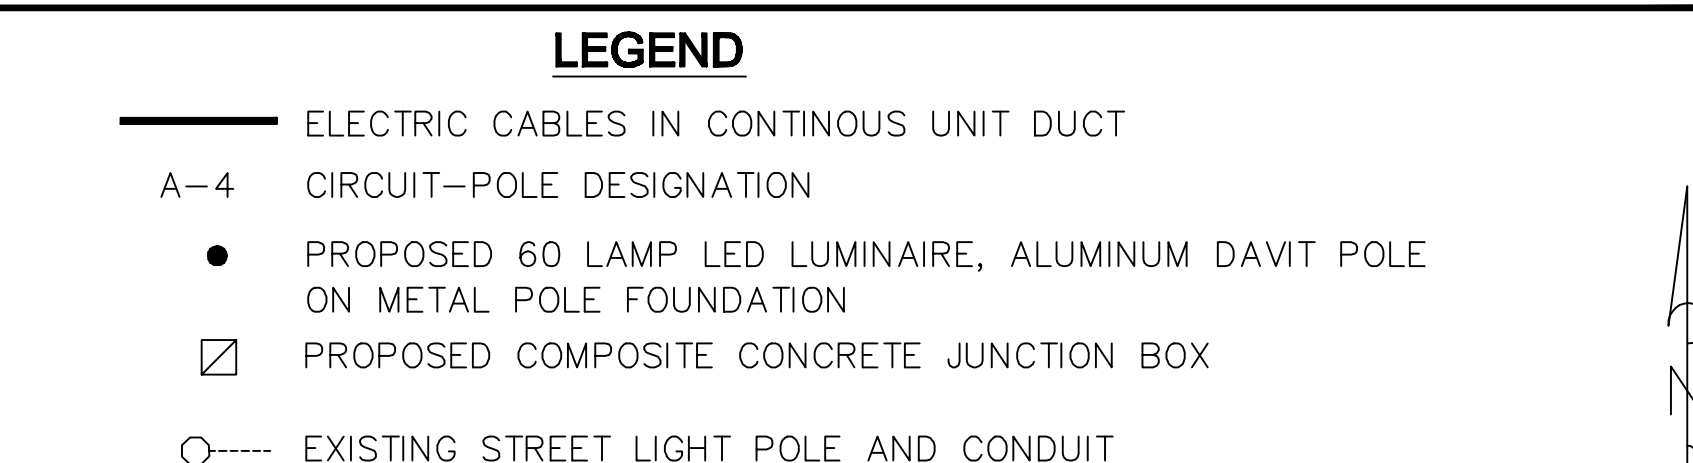 LEGEND
ELECTRIC CABLES IN CONTINOUS UNIT DUCT
A-4 CIRCUIT-POLE DESIGNATION
PROPOSED 60 LAMP LED LUMINAIRE, ALUMINUM DAVIT POLE
ON METAL POLE FOUNDATION
PROPOSED COMPOSITE CONCRETE JUNCTION BOX
EXISTING STREET LIGHT POLE AND CONDUIT